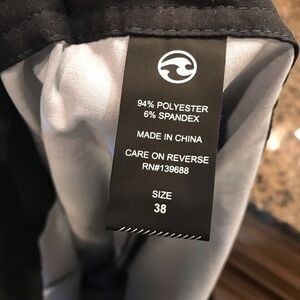 94% POLYESTER
6% SPANDEX
MADE IN CHINA
CARE ON REVERSE
RN#139688
SIZE
38